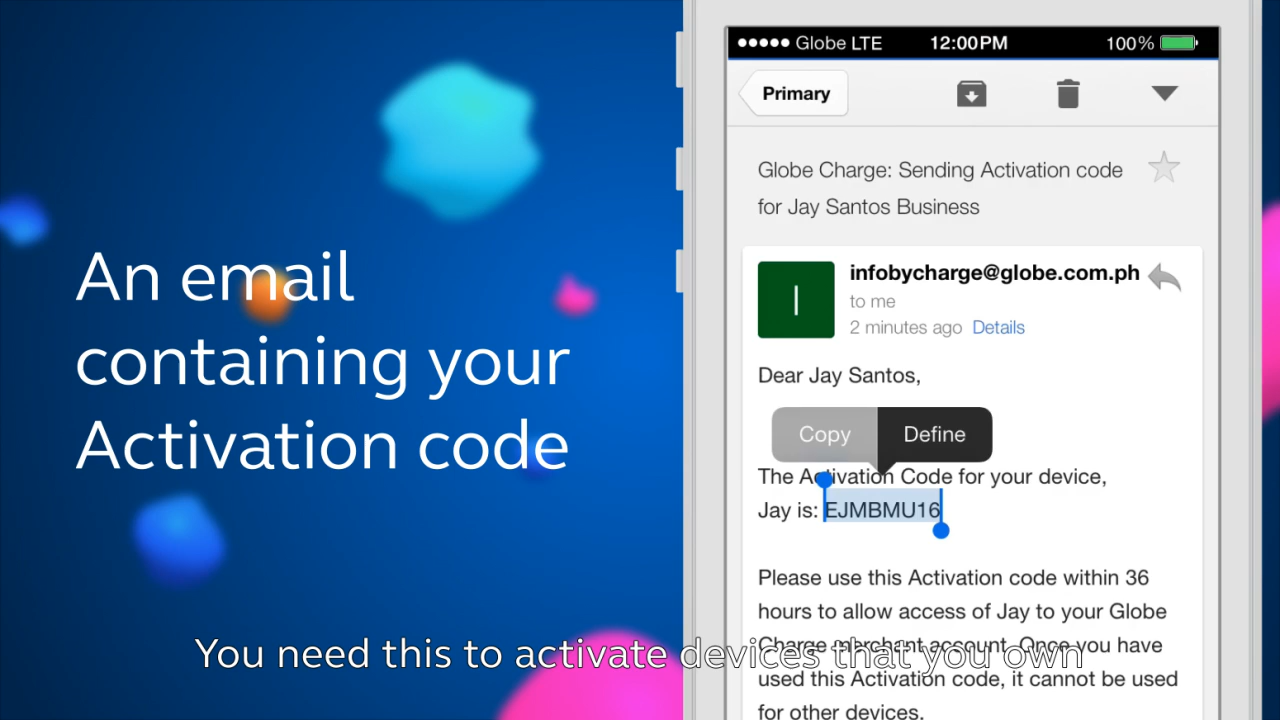 An email
containing your
Activation code
Globe LTE
12:00PM
100%
Primary
Globe Charge: Sending Activation code
for Jay Santos Business
I
infobycharge@globe.com.ph
to me
2 minutes ago Details
Dear Jay Santos,
Copy
Define
The Activation Code for your device,
Jay is: EJMBMU16
Please use this Activation code within 36
hours to allow access of Jay to your Globe
Charge merchant account. Once you have
used this Activation code, it cannot be used
for other devices.
You need this to activate devices that you own